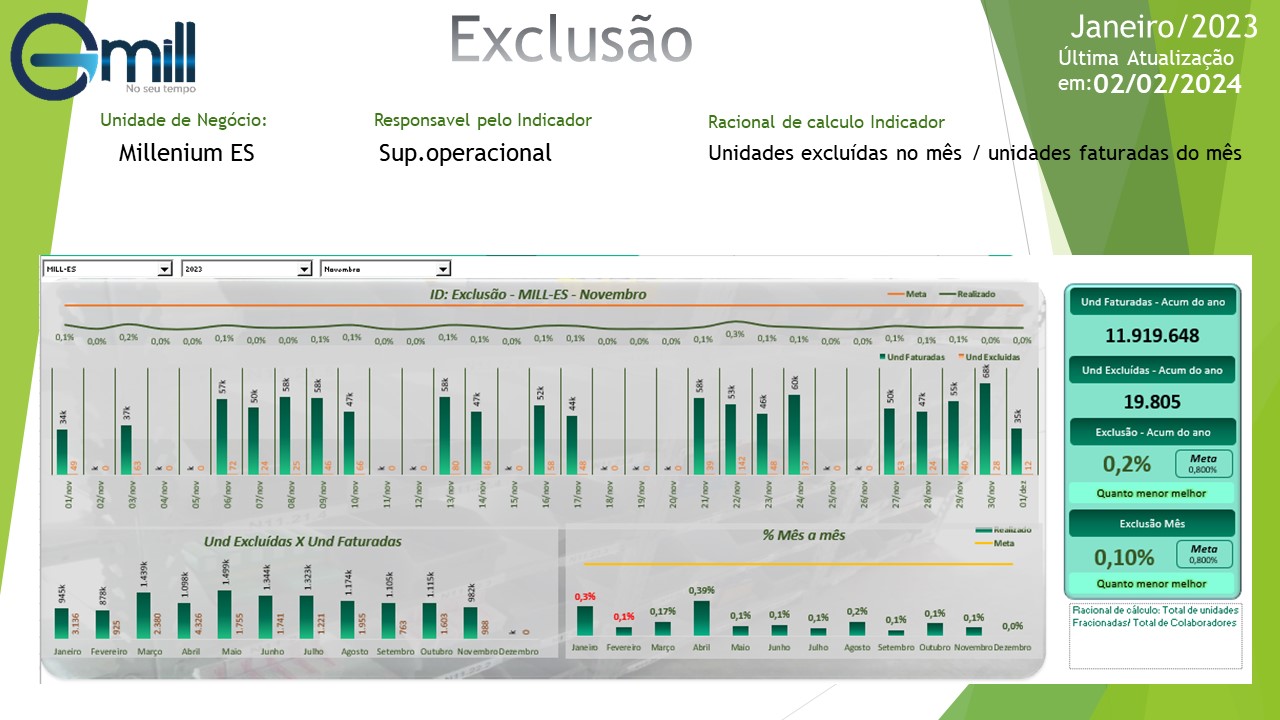 mill
No seu tempo
Exclusão
Janeiro/2023
Última Atualização
em:02/02/2024
Unidade de Negócio:
Responsavel pelo Indicador
Racional de calculo Indicador
Millenium ES
Sup.operacional
Unidades excluídas no mês / unidades faturadas do mês
MILL-ES
2023
Novembro
ID: Exclusão - MILL-ES - Novembro
Meta
Realizado
0,1% 0,0% 0,2% 0,0% 0,0% 0,1% 0,0% 0,0% 0,1% 0,1% 0,0% 0,0% 0,1% 0,1% 0,0% 0,1% 0,1% 0,0% 0,0% 0,0% 0,1% 0,3% 0,1% 0,1% 0,0% 0,0% 0,1% 0,1% 0,1% 0,0% 0,0%
Und Faturadas
Und Excluídas
34k k 37k k k 57k 50k 58k 58k 47k k k 58k 47k k 52k 44k k k k 58k 53k 46k 60k k k 50k 47k 55k 68k 35k
49 0 63 0 0 72 24 25 46 66 0 0 80 46 0 58 48 0 0 0 39 142 48 37 0 0 53 24 40 28 12
01/nov 02/nov 03/nov 04/nov 05/nov 06/nov 07/nov 08/nov 09/nov 10/nov 11/nov 12/nov 13/nov 14/nov 15/nov 16/nov 17/nov 18/nov 19/nov 20/nov 21/nov 22/nov 23/nov 24/nov 25/nov 26/nov 27/nov 28/nov 29/nov 30/nov 01/dez
Und Excluídas X Und Faturadas
945k 878k 1.439k 1.098k 1.499k 1.344k 1.323k 1.174k 1.105k 1.115k 982k k
3.136 925 2.380 4.326 1.755 1.741 1.221 1.955 763 1.603 988 0
Janeiro Fevereiro Março Abril Maio Junho Julho Agosto Setembro Outubro Novembro Dezembro
% Mês a mês
Realizado
Meta
0,3% 0,1% 0,17% 0,39% 0,1% 0,1% 0,1% 0,2% 0,1% 0,1% 0,1% 0,0%
Janeiro Fevereiro Março Abril Maio Junho Julho Agosto Setembro Outubro Novembro Dezembro
Und Faturadas - Acum do ano
11.919.648
Und Excluídas - Acum do ano
19.805
Exclusão - Acum do ano
0,2%
Meta
0,800%
Quanto menor melhor
Exclusão Mês
0,10%
Meta
0,800%
Quanto menor melhor
Racional de cálculo: Total de unidades
Fracionadas/ Total de Colaboradores